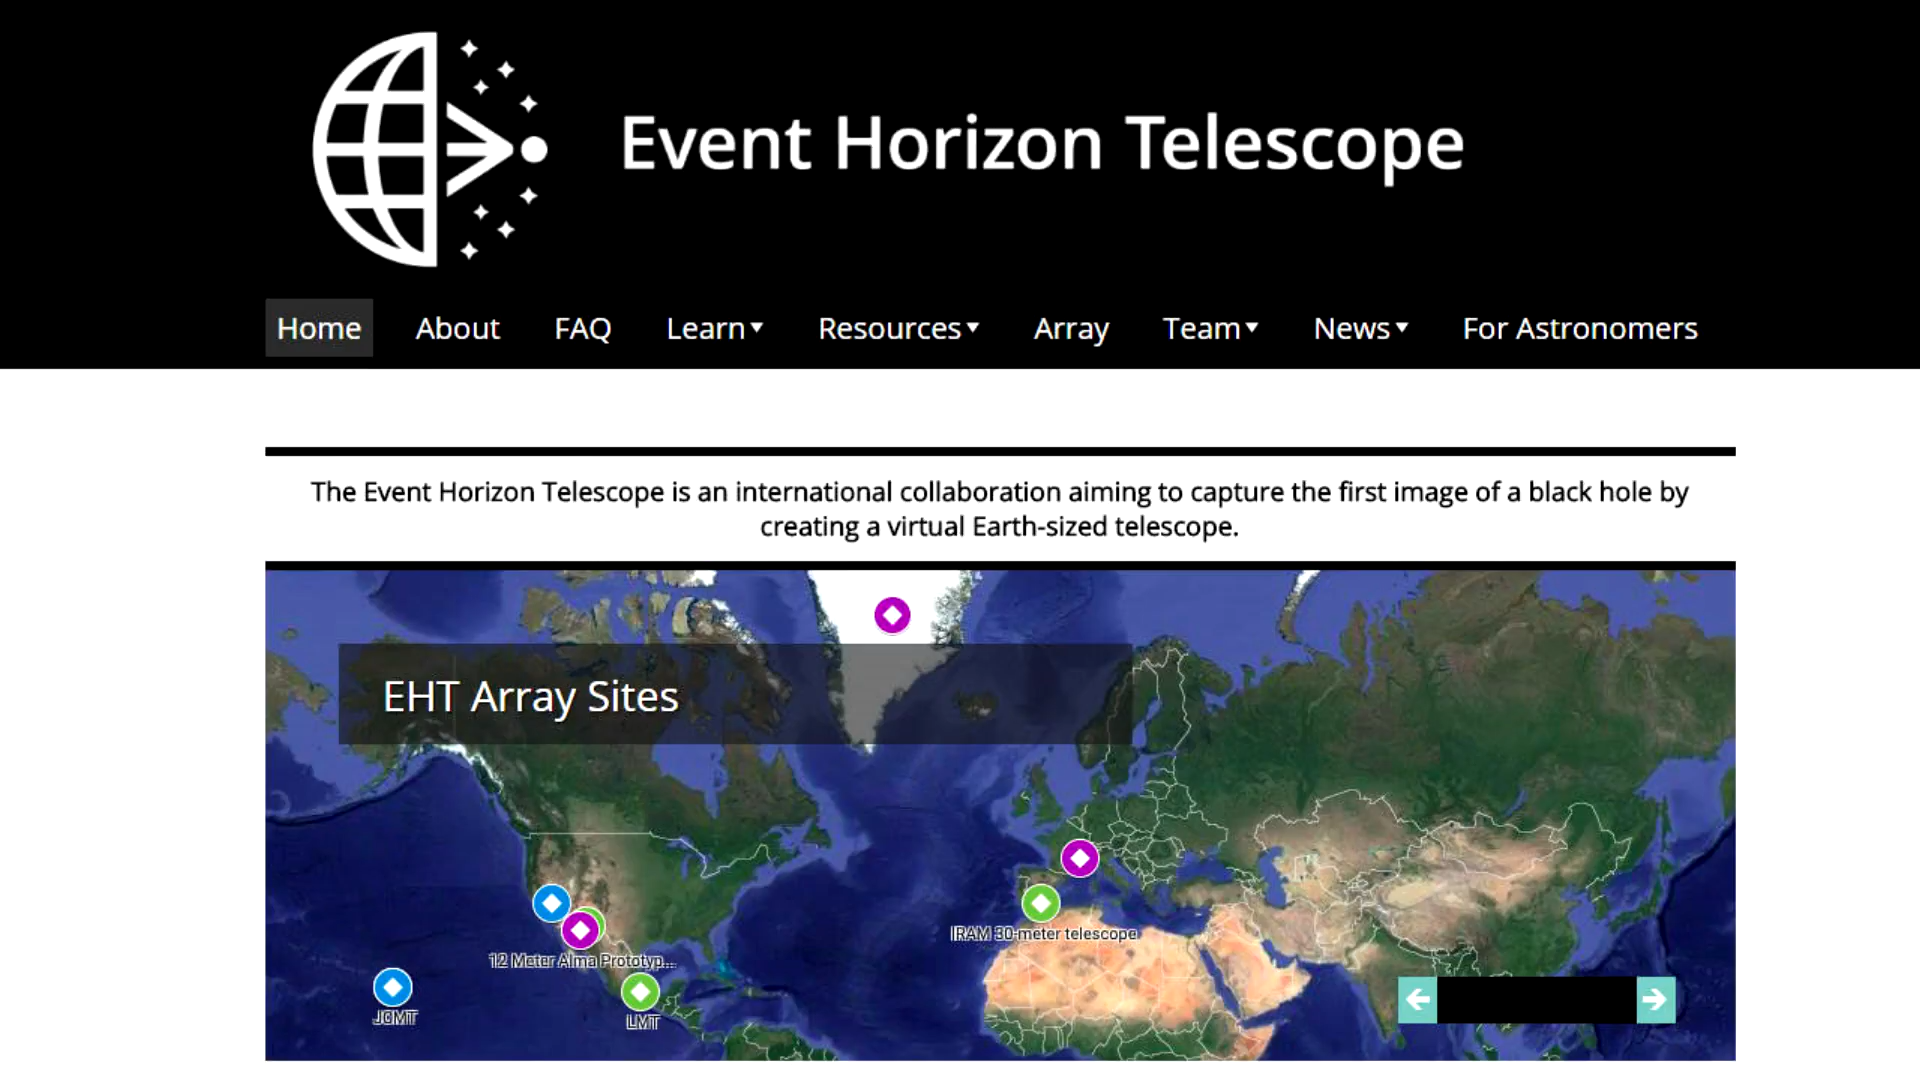 Event Horizon Telescope
Home About FAQ Learn▾ Resources▾ Array Team▾ News▾ For Astronomers
The Event Horizon Telescope is an international collaboration aiming to capture the first image of a black hole by
creating a virtual Earth-sized telescope.
EHT Array Sites
IRAM 30-meter telescope
12 Meter Alma Prototyp...
JCMT
LMT